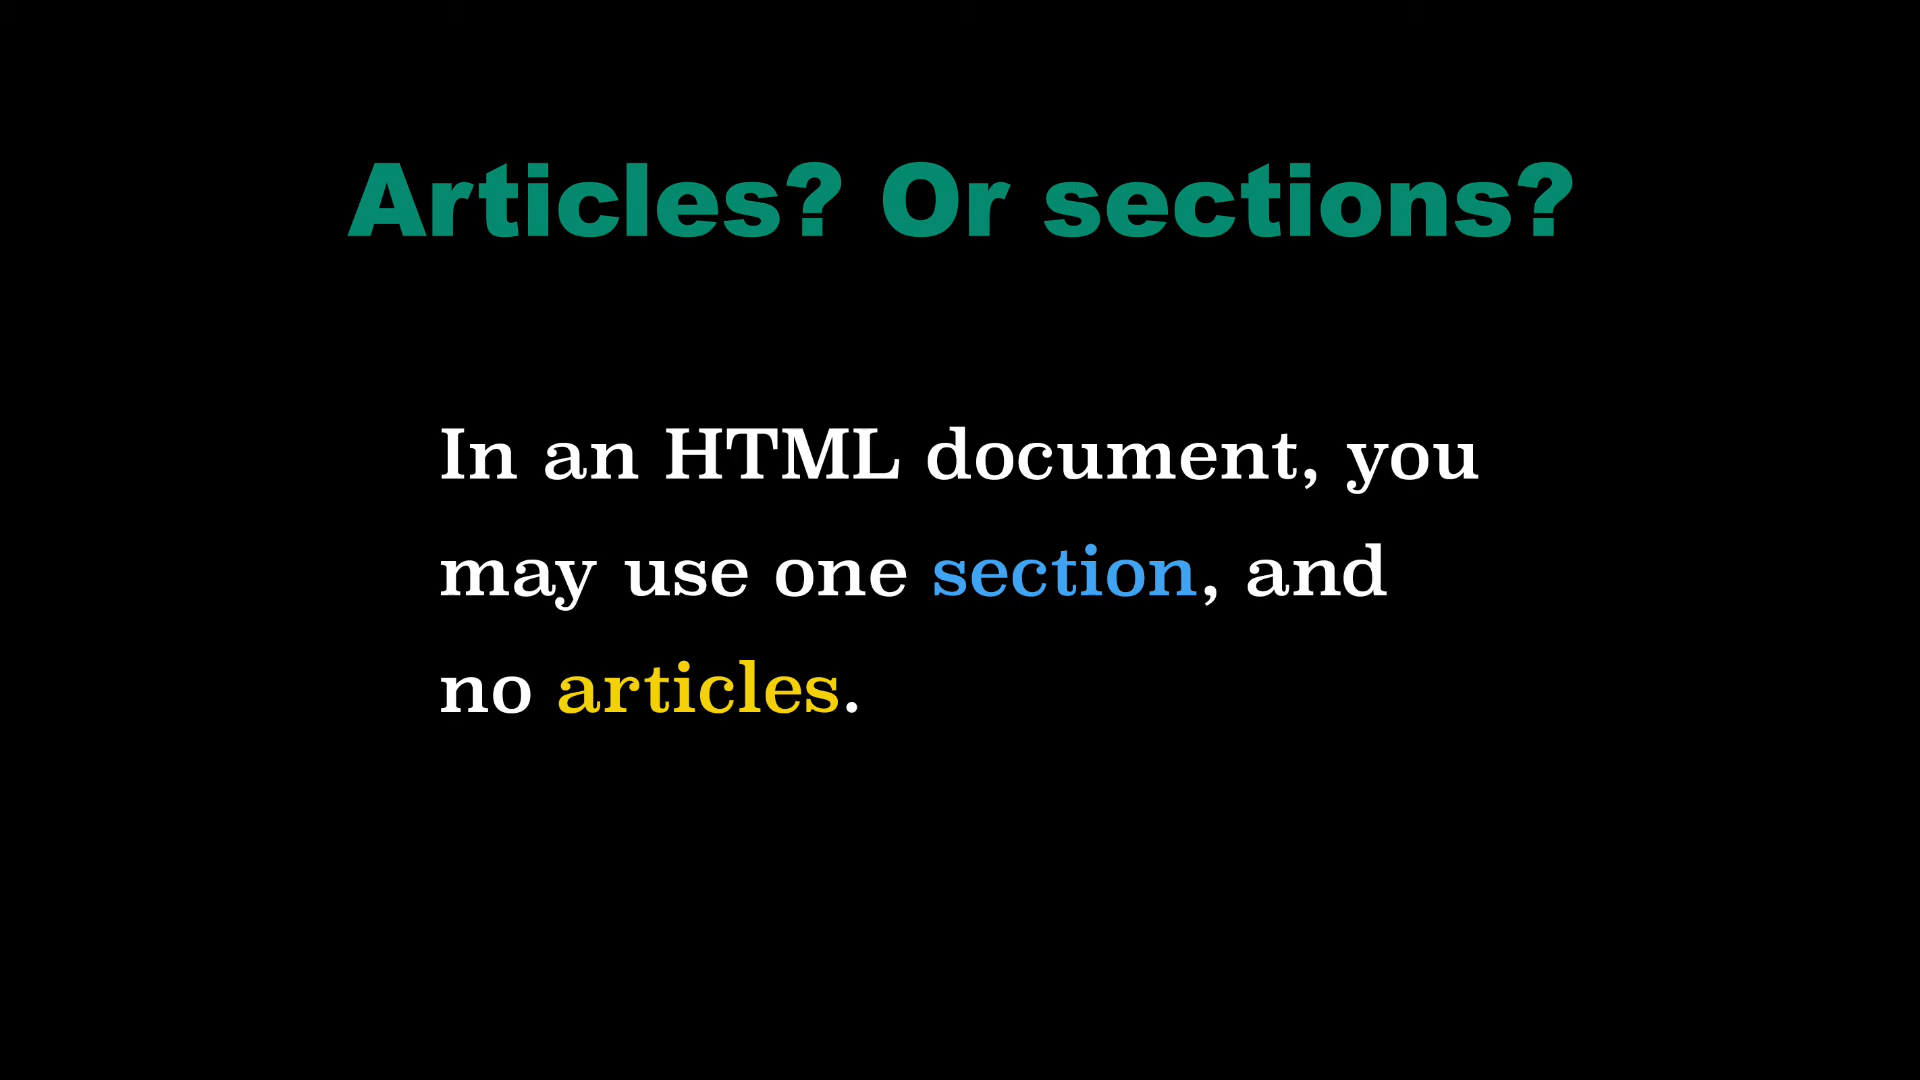 Articles? Or sections?
In an HTML document, you
may use one section, and
no articles.